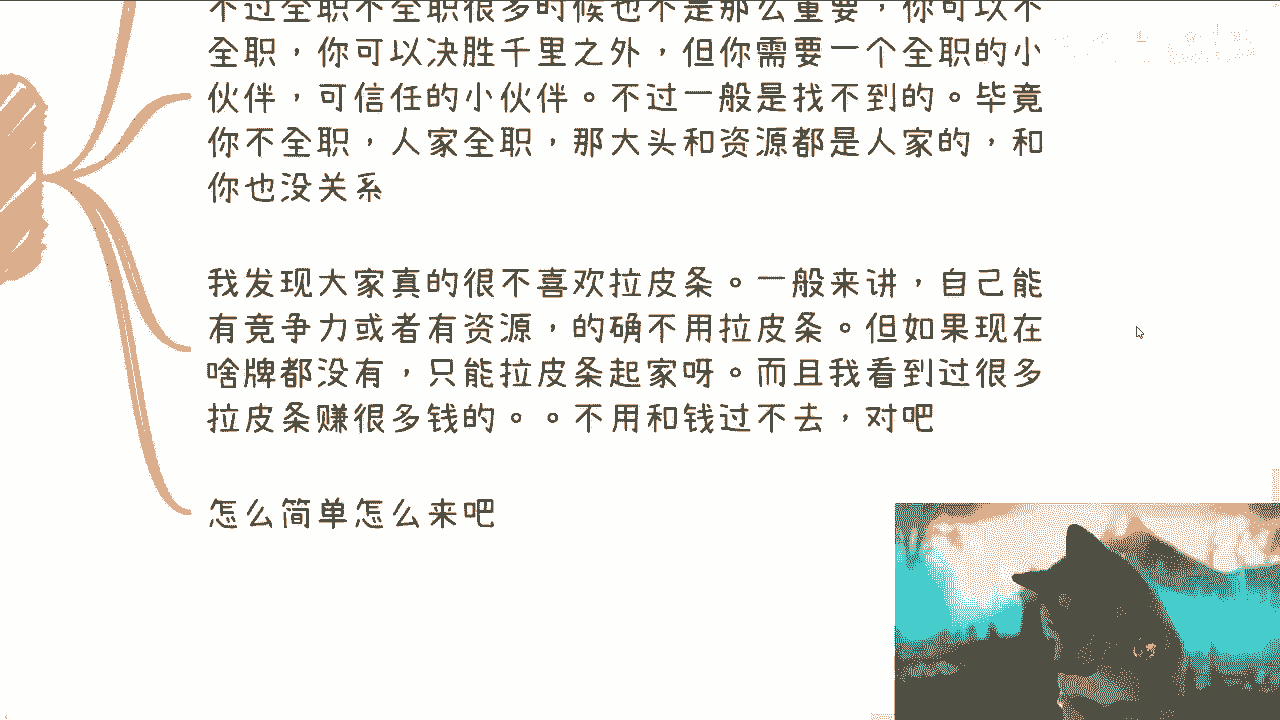 不过全职不全职很多时候也不是那么重要，你可以不
全职，你可以决胜千里之外，但你需要一个全职的小
伙伴，可信任的小伙伴。不过一般是找不到的。毕竟
你不全职，人家全职，那大头和资源都是人家的，和
你也没关系
我发现大家真的很不喜欢拉皮条。一般来讲，自己能
有竞争力或者有资源，的确不用拉皮条。但如果现在
啥牌都没有，只能拉皮条起家呀。而且我看到过很多
拉皮条赚很多钱的。。不用和钱过不去，对吧
怎么简单怎么来吧